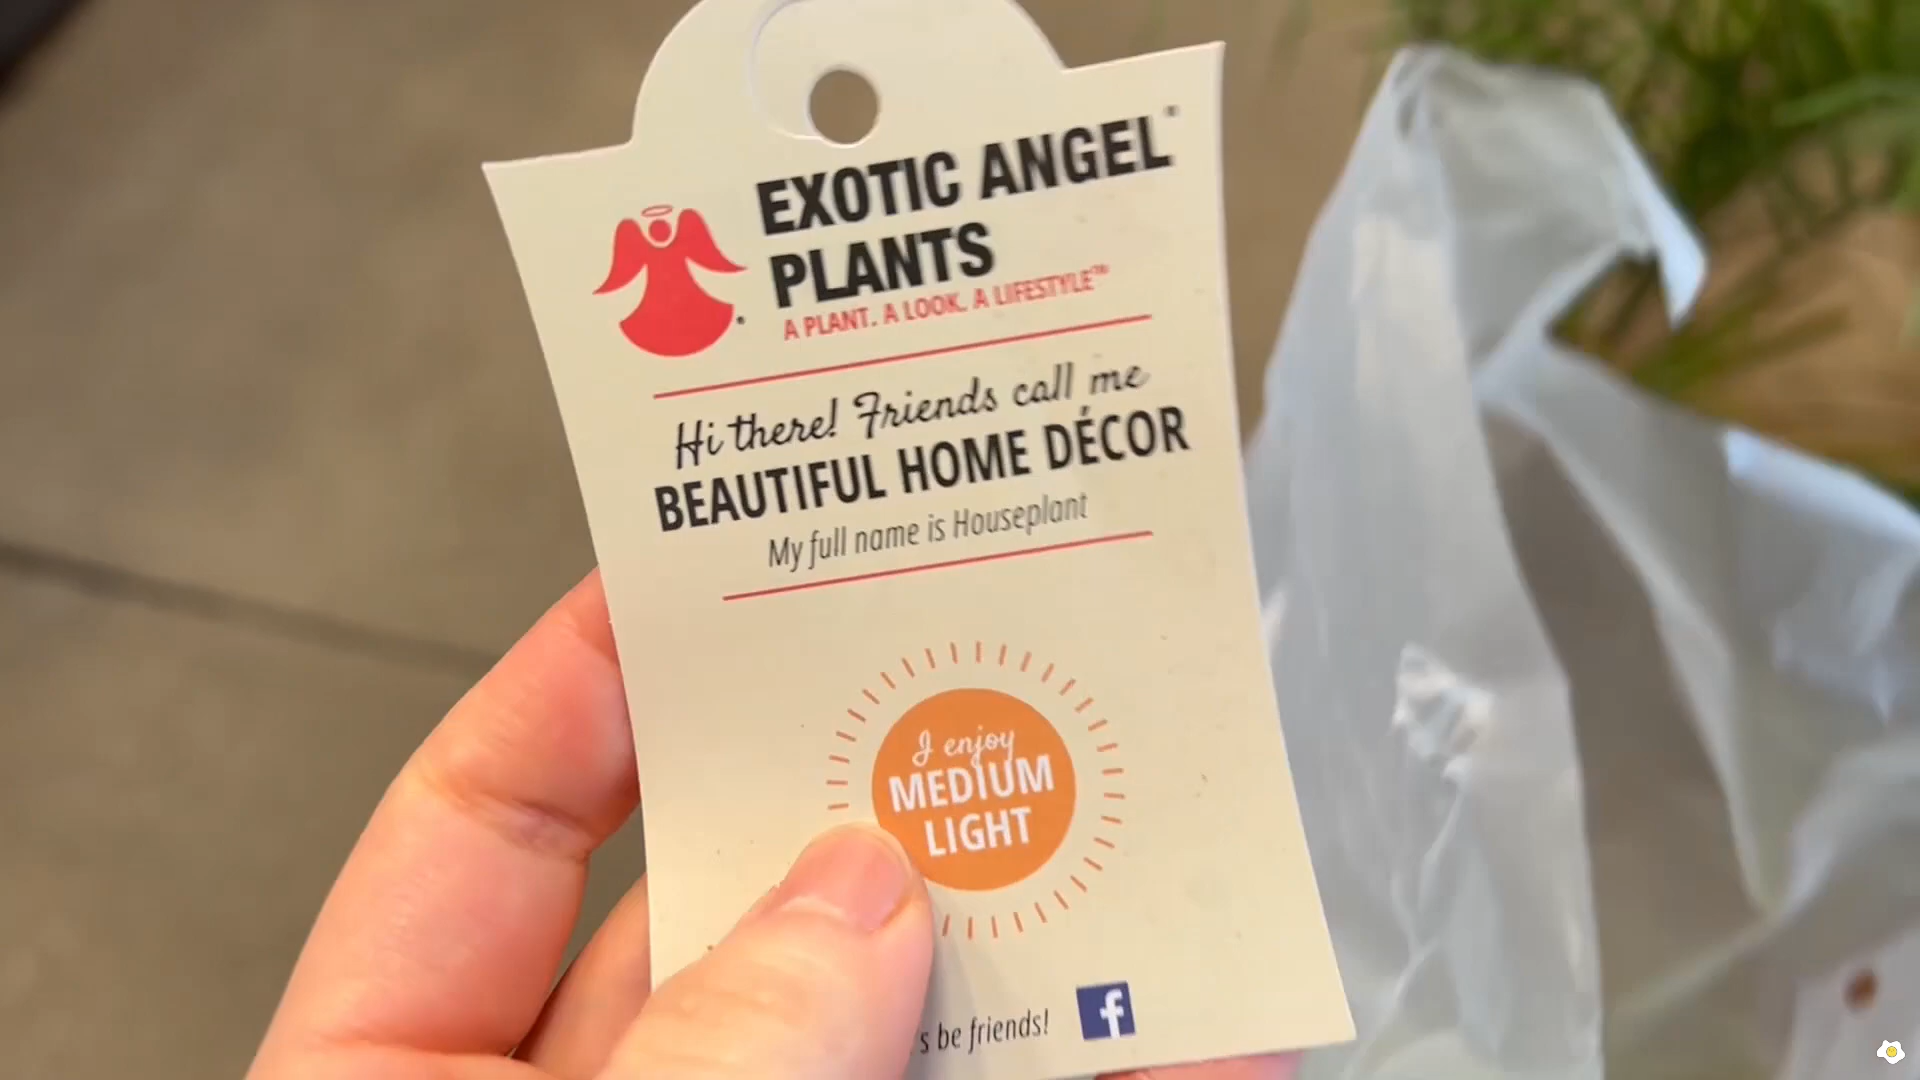 EXOTIC ANGEL®
PLANTS
A PLANT. A LOOK. A LIFESTYLE™
Hi there! Friends call me
BEAUTIFUL HOME DÉCOR
My full name is Houseplant
I enjoy
MEDIUM
LIGHT
s be friends!
f